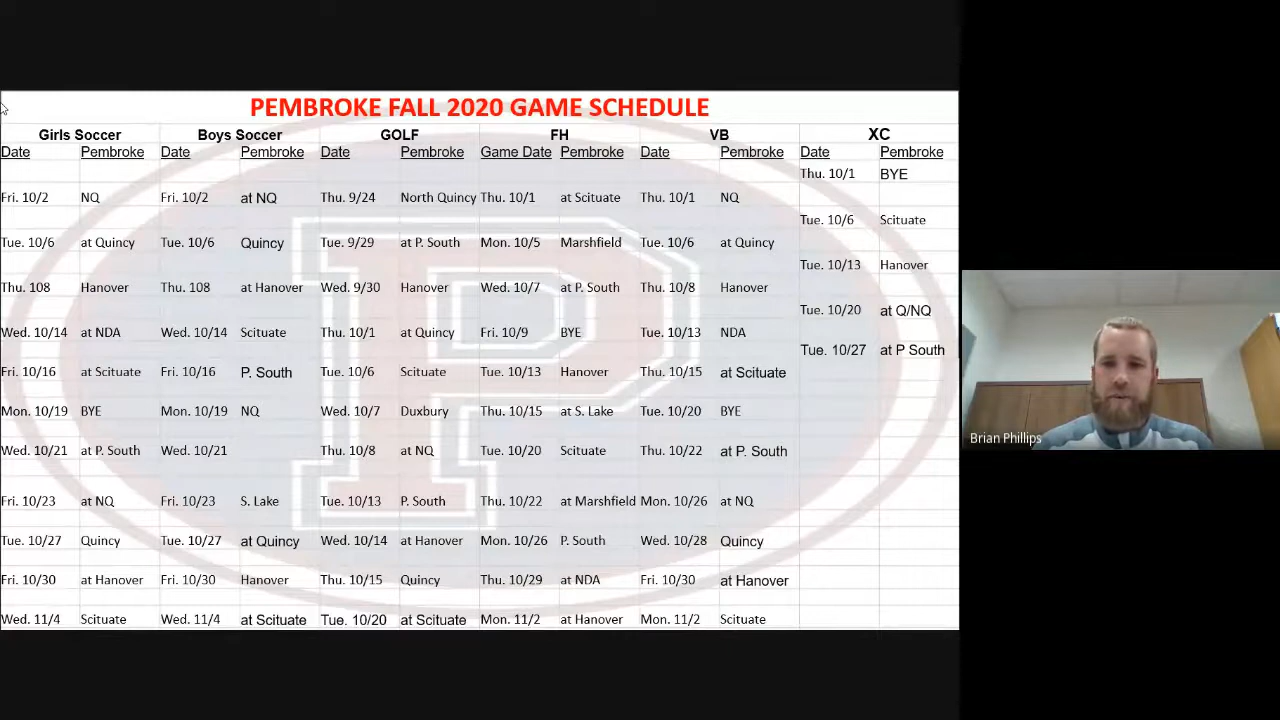 PEMBROKE FALL 2020 GAME SCHEDULE
Girls Soccer Boys Soccer GOLF FH VB XC
Date Pembroke Date Pembroke Date Pembroke Game Date Pembroke Date Pembroke Date Pembroke
Thu. 10/1 BYE
Fri. 10/2 NQ Fri. 10/2 at NQ Thu. 9/24 North Quincy Thu. 10/1 at Scituate Thu. 10/1 NQ
Tue. 10/6 Scituate
Tue. 10/6 at Quincy Tue. 10/6 Quincy Tue. 9/29 at P. South Mon. 10/5 Marshfield Tue. 10/6 at Quincy
Tue. 10/13 Hanover
Thu. 108 Hanover Thu. 108 at Hanover Wed. 9/30 Hanover Wed. 10/7 at P. South Thu. 10/8 Hanover
Tue. 10/20 at Q/NQ
Wed. 10/14 at NDA Wed. 10/14 Scituate Thu. 10/1 at Quincy Fri. 10/9 BYE Tue. 10/13 NDA
Tue. 10/27 at P South
Fri. 10/16 at Scituate Fri. 10/16 P. South Tue. 10/6 Scituate Tue. 10/13 Hanover Thu. 10/15 at Scituate
Mon. 10/19 BYE Mon. 10/19 NQ Wed. 10/7 Duxbury Thu. 10/15 at S. Lake Tue. 10/20 BYE
Wed. 10/21 at P. South Wed. 10/21 Thu. 10/8 at NQ Tue. 10/20 Scituate Thu. 10/22 at P. South
Fri. 10/23 at NQ Fri. 10/23 S. Lake Tue. 10/13 P. South Thu. 10/22 at Marshfield Mon. 10/26 at NQ
Tue. 10/27 Quincy Tue. 10/27 at Quincy Wed. 10/14 at Hanover Mon. 10/26 P. South Wed. 10/28 Quincy
Fri. 10/30 at Hanover Fri. 10/30 Hanover Thu. 10/15 Quincy Thu. 10/29 at NDA Fri. 10/30 at Hanover
Wed. 11/4 Scituate Wed. 11/4 at Scituate Tue. 10/20 at Scituate Mon. 11/2 at Hanover Mon. 11/2 Scituate
Brian Phillips